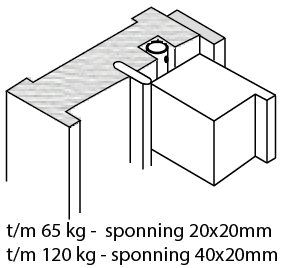 t/m 65 kg - sponning 20x20mm
t/m 120 kg - sponning 40x20mm